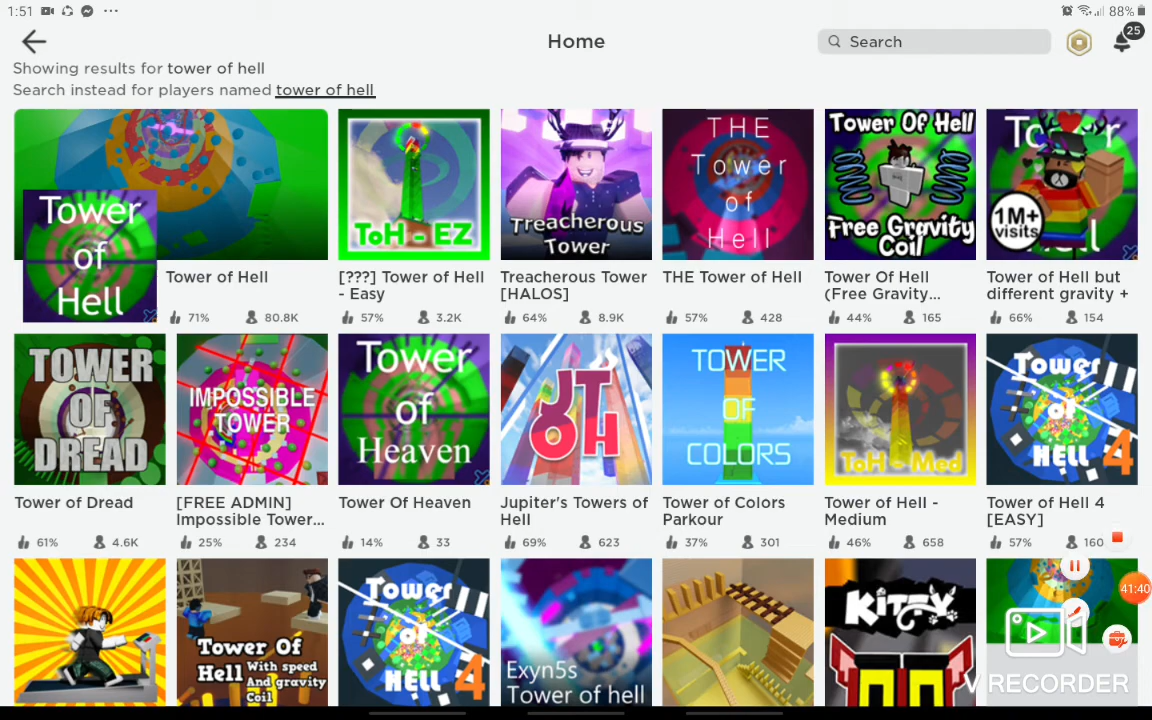 1:51
88%
Home
Search
25
Showing results for tower of hell
Search instead for players named tower of hell
Tower
of
Hell
Tower of Hell
71% 80.8K
ToH - EZ
[???] Tower of Hell
- Easy
57% 3.2K
Treacherous
Tower
Treacherous Tower
[HALOS]
64% 8.9K
THE
Tower
of
Hell
THE Tower of Hell
57% 428
Tower Of Hell
Free Gravity
Coil
Tower Of Hell
(Free Gravity...
44% 165
1M+
visits
Tower of Hell but
different gravity +
66% 154
TOWER
OF
DREAD
Tower of Dread
61% 4.6K
IMPOSSIBLE
TOWER
[FREE ADMIN]
Impossible Tower...
25% 234
Tower
of
Heaven
Tower Of Heaven
14% 33
JTOH
Jupiter's Towers of
Hell
69% 623
TOWER
OF
COLORS
Tower of Colors
Parkour
37% 301
ToH - Med
Tower of Hell -
Medium
46% 658
Tower
of
HELL 4
Tower of Hell 4
[EASY]
57% 160
41:40
Tower Of
Hell With speed
And gravity
Coil
Tower
of
HELL 4
Exyn5s
Tower of hell
KITTY
V RECORDER